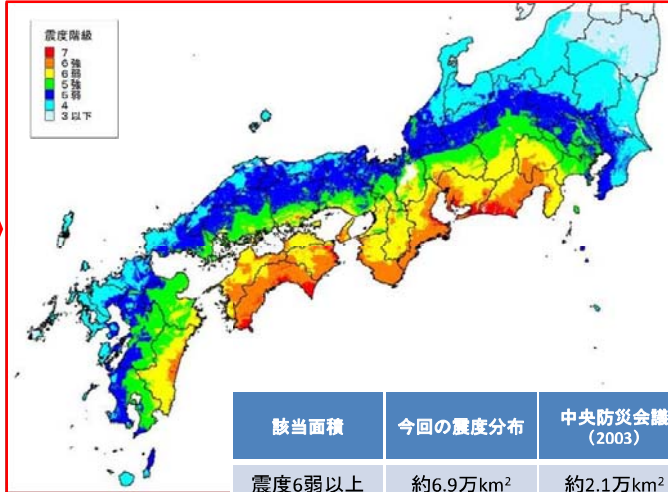 震度階級
7
6強
6弱
5強
5弱
4
3以下
該当面積 今回の震度分布 中央防災会議
（2003）
震度6弱以上 約6.9万km² 約2.1万km²